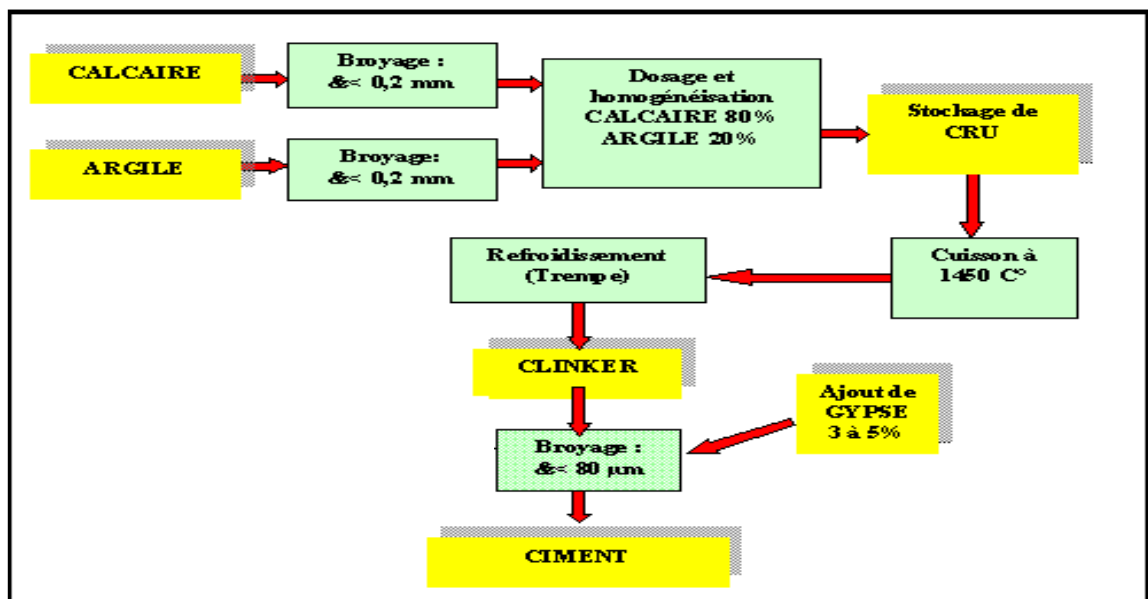 CALCAIRE
Broyage :
&< 0,2 mm
Dosage et
homogénéisation
CALCAIRE 80%
ARGILE 20%
Stockage de
CRU
ARGILE
Broyage:
&< 0,2 mm
Refroidissement
(Trempe)
Cuisson à
1450 C°
CLINKER
Ajout de
GYPSE
3 à 5%
Broyage :
&< 80 µm
CIMENT